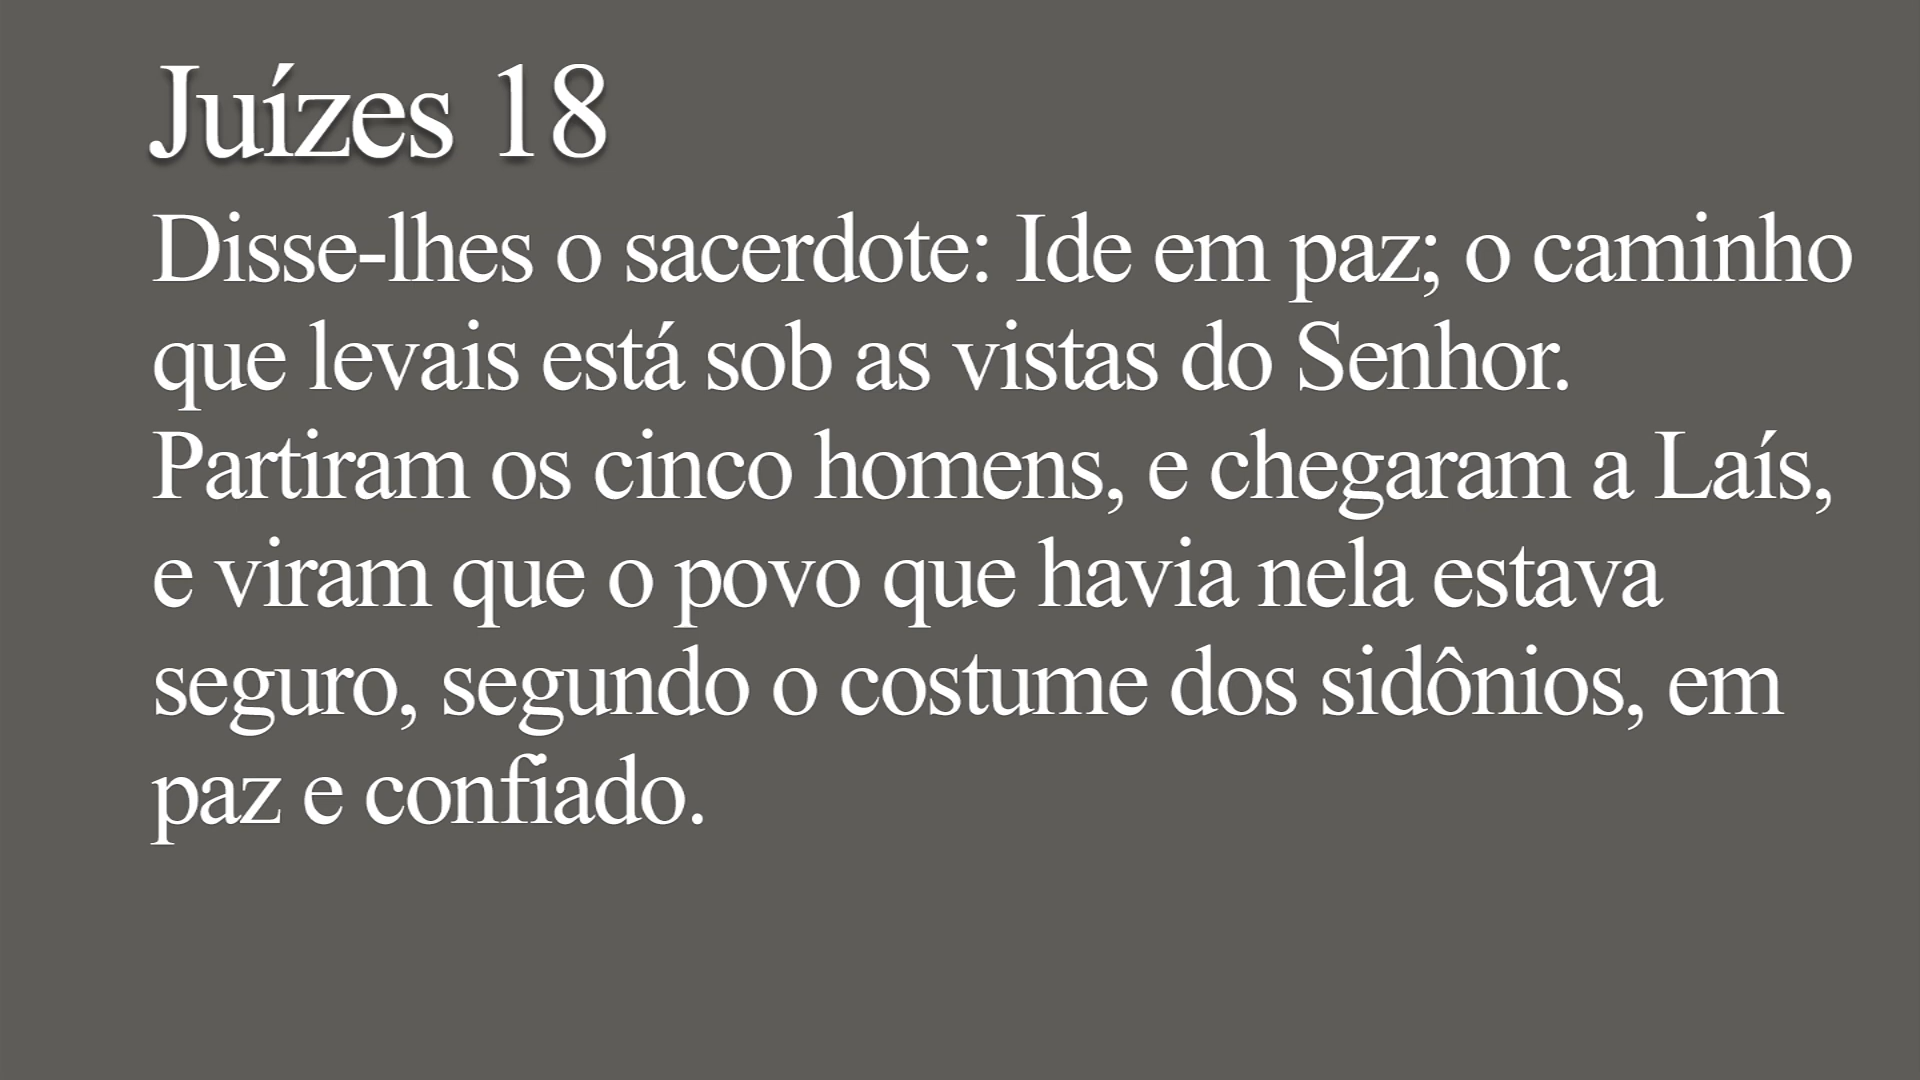 Juízes 18
Disse-lhes o sacerdote: Ide em paz; o caminho
que levais está sob as vistas do Senhor.
Partiram os cinco homens, e chegaram a Laís,
e viram que o povo que havia nela estava
seguro, segundo o costume dos sidônios, em
paz e confiado.